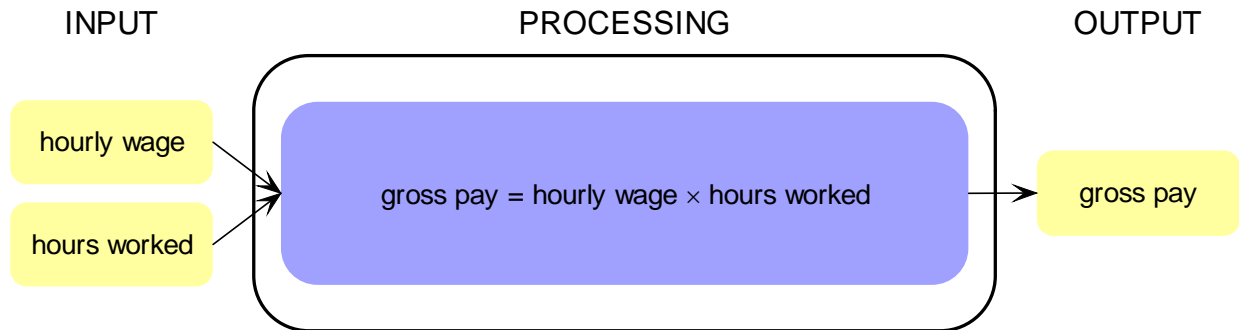 INPUT
PROCESSING
OUTPUT
hourly wage
hours worked
gross pay = hourly wage × hours worked
gross pay